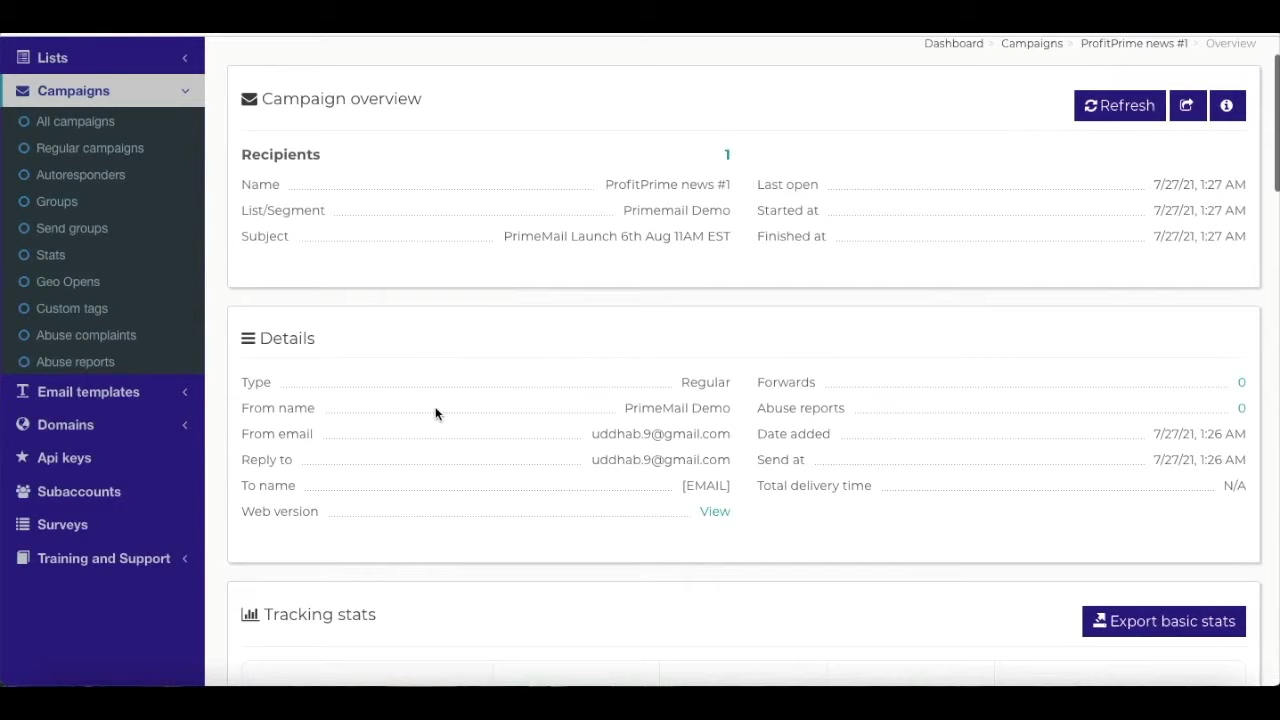 Dashboard > Campaigns > ProfitPrime news #1 > Overview
Lists
Campaigns
All campaigns
Regular campaigns
Autoresponders
Groups
Send groups
Stats
Geo Opens
Custom tags
Abuse complaints
Abuse reports
Email templates
Domains
Api keys
Subaccounts
Surveys
Training and Support
Campaign overview
Refresh
Recipients 1
Name ProfitPrime news #1
List/Segment Primemail Demo
Subject PrimeMail Launch 6th Aug 11AM EST
Last open 7/27/21, 1:27 AM
Started at 7/27/21, 1:27 AM
Finished at 7/27/21, 1:27 AM
Details
Type Regular
From name PrimeMail Demo
From email uddhab.9@gmail.com
Reply to uddhab.9@gmail.com
To name [EMAIL]
Web version View
Forwards 0
Abuse reports 0
Date added 7/27/21, 1:26 AM
Send at 7/27/21, 1:26 AM
Total delivery time N/A
Tracking stats
Export basic stats